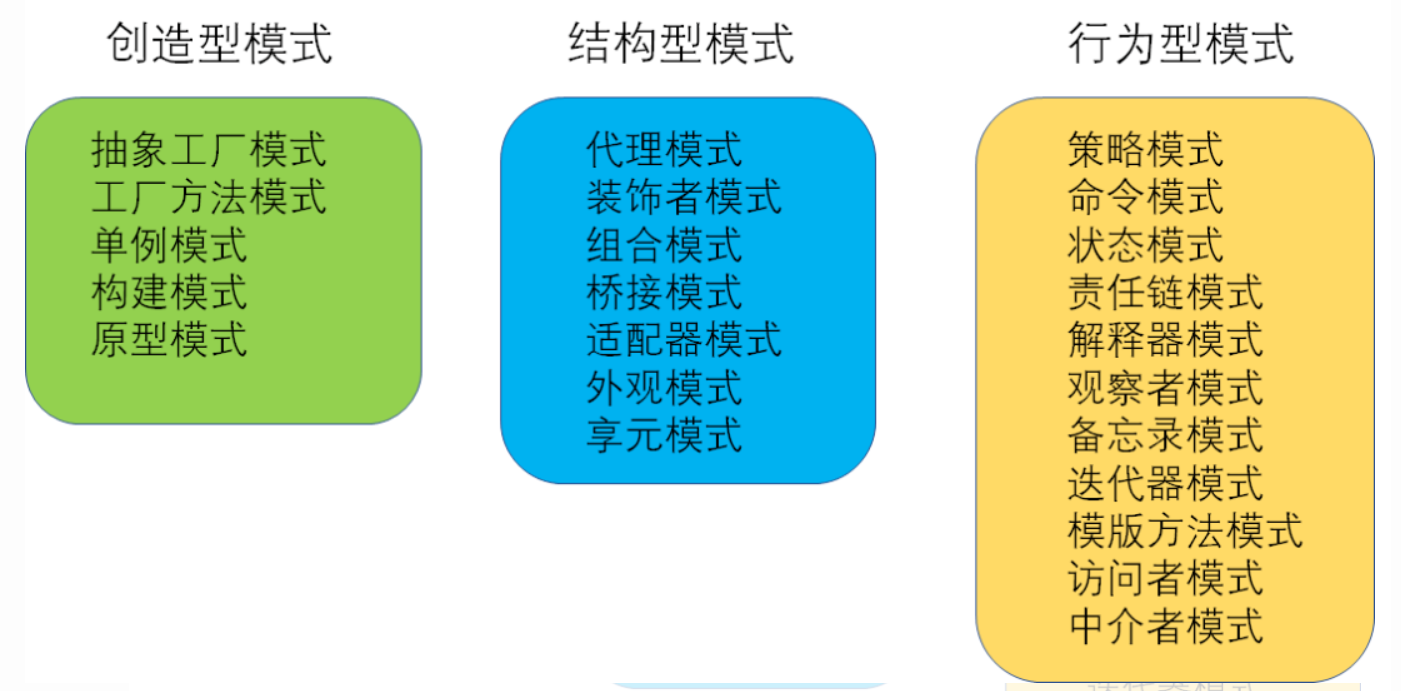 创造型模式
抽象工厂模式
工厂方法模式
单例模式
构建模式
原型模式
结构型模式
代理模式
装饰者模式
组合模式
桥接模式
适配器模式
外观模式
享元模式
行为型模式
策略模式
命令模式
状态模式
责任链模式
解释器模式
观察者模式
备忘录模式
迭代器模式
模版方法模式
访问者模式
中介者模式